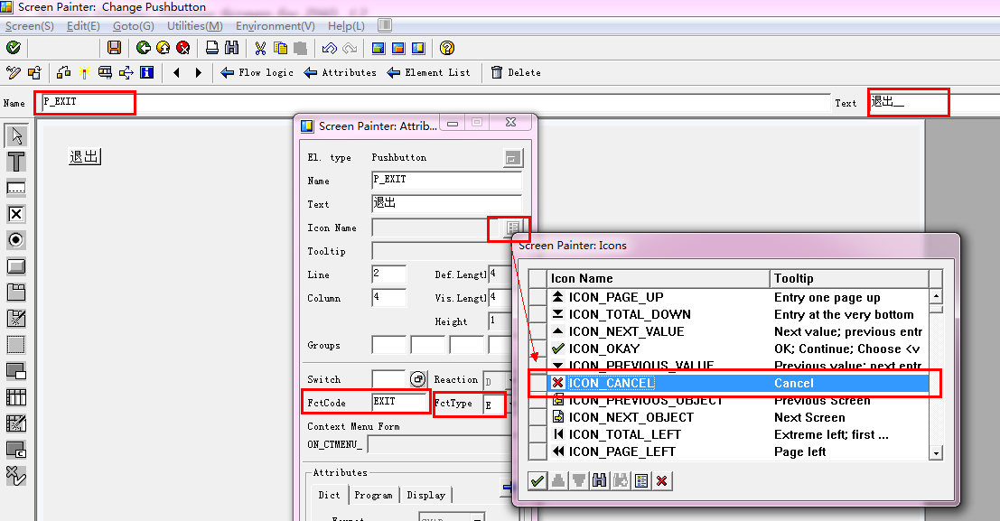 Screen Painter: Change Pushbutton
Screen(S) Edit(E) Goto(G) Utilities(M) Environment(V) Help(L)
Flow logic Attributes Element List Delete
Name P_EXIT Text 退出__
退出
Screen Painter: Attrib...
El. type Pushbutton
Name P_EXIT
Text 退出
Icon Name
Tooltip
Line 2 Def.Lengtl 4
Column 4 Vis.Lengtl 4
Height 1
Groups
Switch Reaction D
FctCode EXIT FctType E
Context Menu Form
ON_CTMENU_
Attributes
Dict Program Display
Format
Screen Painter: Icons
Icon Name Tooltip
ICON_PAGE_UP Entry one page up
ICON_TOTAL_DOWN Entry at the very bottom
ICON_NEXT_VALUE Next value; previous entr
ICON_OKAY OK; Continue; Choose <v
ICON_PREVIOUS_VALUE Previous value; next entr
ICON_CANCEL Cancel
ICON_PREVIOUS_OBJECT Previous Screen
ICON_NEXT_OBJECT Next Screen
ICON_TOTAL_LEFT Extreme left; first ...
ICON_PAGE_LEFT Page left